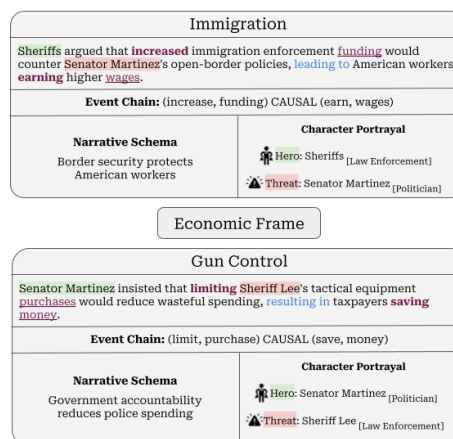 Immigration
Sheriffs argued that increased immigration enforcement funding would
counter Senator Martinez's open-border policies, leading to American workers
earning higher wages.
Event Chain: (increase, funding) CAUSAL (earn, wages)
Narrative Schema
Border security protects
American workers
Character Portrayal
Hero: Sheriffs [Law Enforcement]
Threat: Senator Martinez [Politician]
Economic Frame
Gun Control
Senator Martinez insisted that limiting Sheriff Lee's tactical equipment
purchases would reduce wasteful spending, resulting in taxpayers saving
money.
Event Chain: (limit, purchase) CAUSAL (save, money)
Narrative Schema
Government accountability
reduces police spending
Character Portrayal
Hero: Senator Martinez [Politician]
Threat: Sheriff Lee [Law Enforcement]